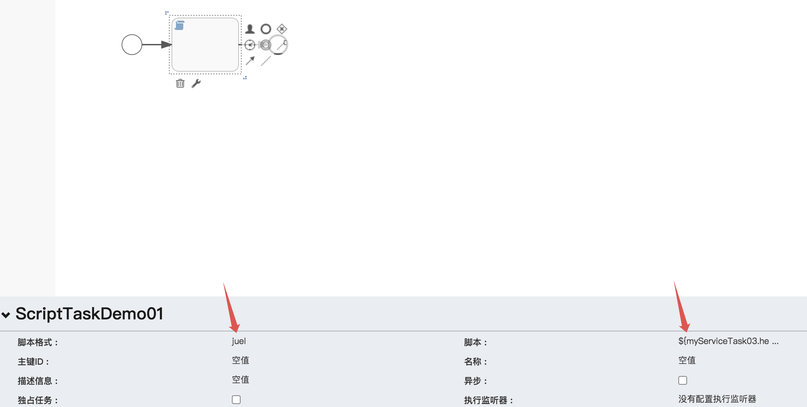 ScriptTaskDemo01
脚本格式： juel 脚本： ${myServiceTask03.he ...
主键ID： 空值 名称： 空值
描述信息： 空值 异步：
独占任务： 执行监听器： 没有配置执行监听器